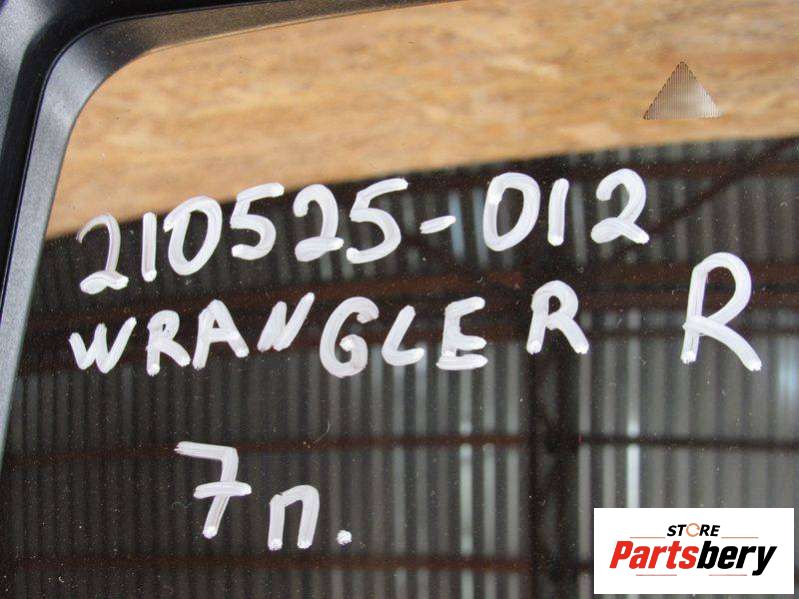 210525-012
WRANGLER R
7п.
STORE
Partsbery